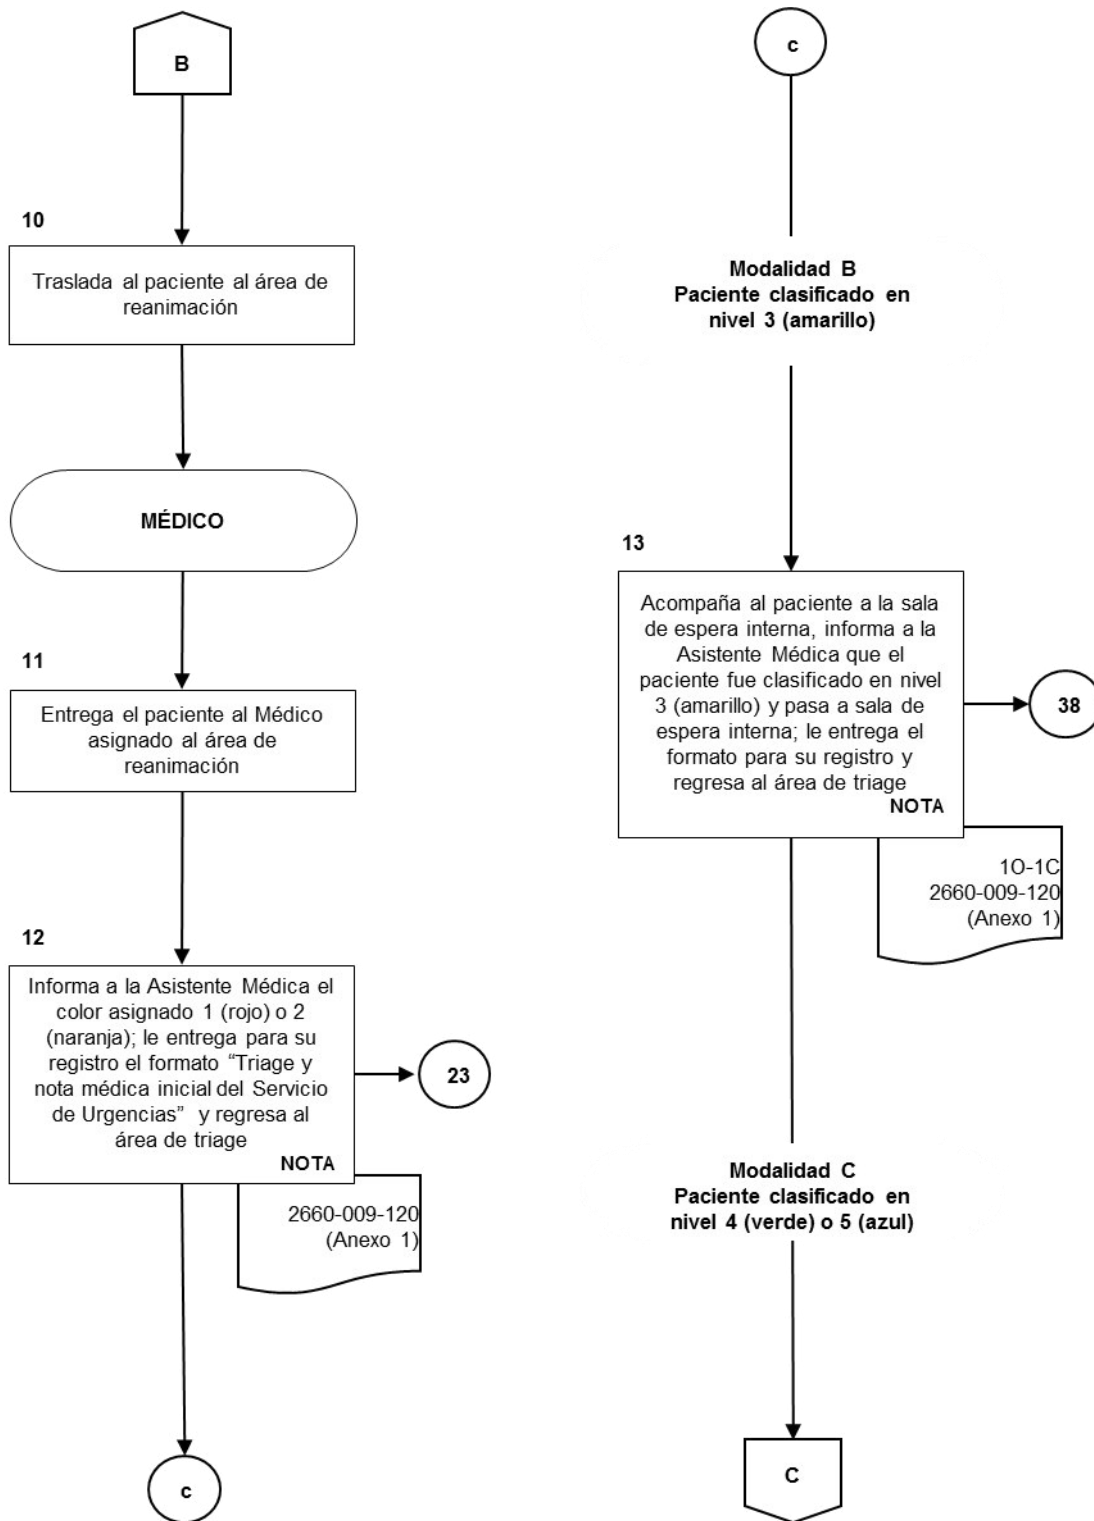 B
10
Traslada al paciente al área de
reanimación
MÉDICO
11
Entrega el paciente al Médico
asignado al área de
reanimación
12
Informa a la Asistente Médica el
color asignado 1 (rojo) o 2
(naranja); le entrega para su
registro el formato “Triage y
nota médica inicial del Servicio
de Urgencias” y regresa al
área de triage
NOTA
23
2660-009-120
(Anexo 1)
c
c
Modalidad B
Paciente clasificado en
nivel 3 (amarillo)
13
Acompaña al paciente a la sala
de espera interna, informa a la
Asistente Médica que el
paciente fue clasificado en nivel
3 (amarillo) y pasa a sala de
espera interna; le entrega el
formato para su registro y
regresa al área de triage
NOTA
38
1O-1C
2660-009-120
(Anexo 1)
Modalidad C
Paciente clasificado en
nivel 4 (verde) o 5 (azul)
C